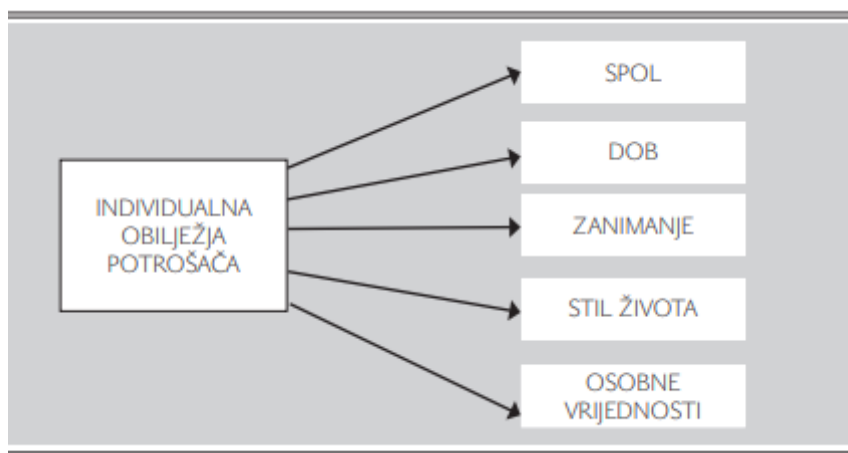 SPOL
DOB
INDIVIDUALNA
OBILJEŽJA
POTROŠAČA
ZANIMANJE
STIL ŽIVOTA
OSOBNE
VRIJEDNOSTI